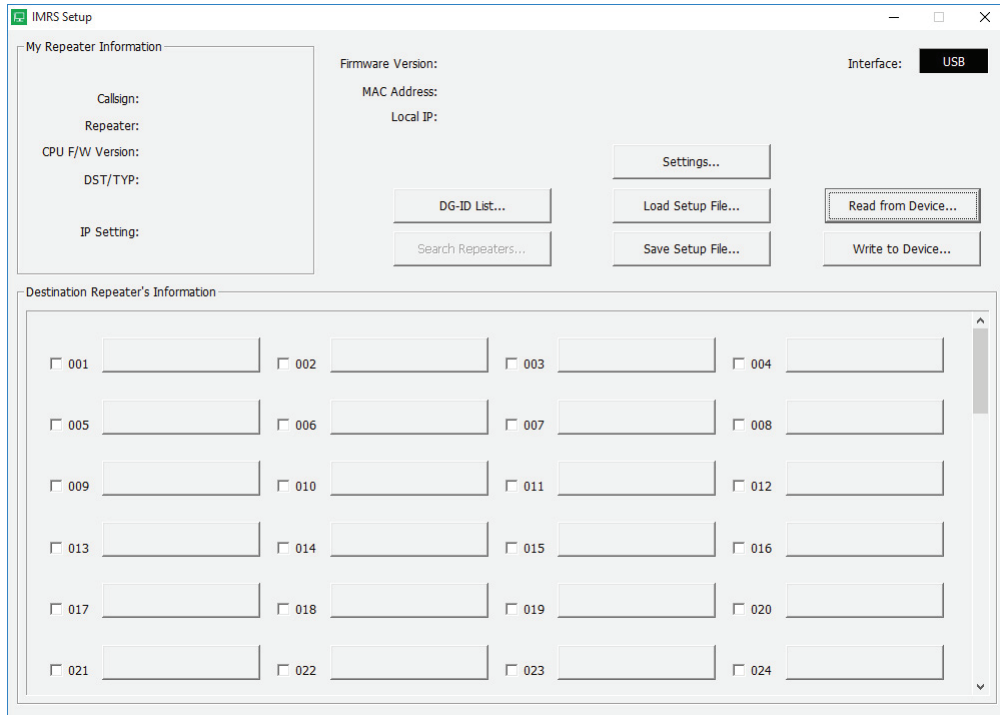 IMRS Setup
My Repeater Information
Callsign:
Repeater:
CPU F/W Version:
DST/TYP:
IP Setting:
Firmware Version:
MAC Address:
Local IP:
Interface: USB
Settings...
DG-ID List... Load Setup File... Read from Device...
Search Repeaters... Save Setup File... Write to Device...
Destination Repeater's Information
001 002 003 004
005 006 007 008
009 010 011 012
013 014 015 016
017 018 019 020
021 022 023 024